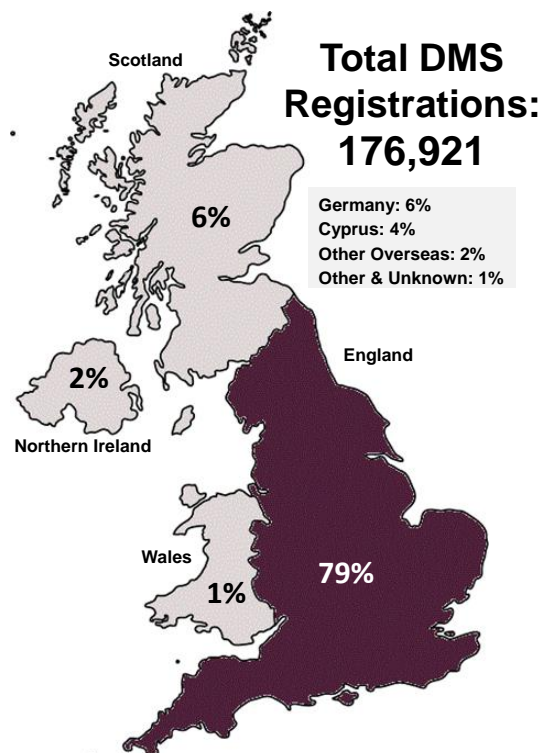 Scotland
Total DMS
Registrations:
176,921
6%
Germany: 6%
Cyprus: 4%
Other Overseas: 2%
Other & Unknown: 1%
England
2%
Northern Ireland
Wales
1%
79%